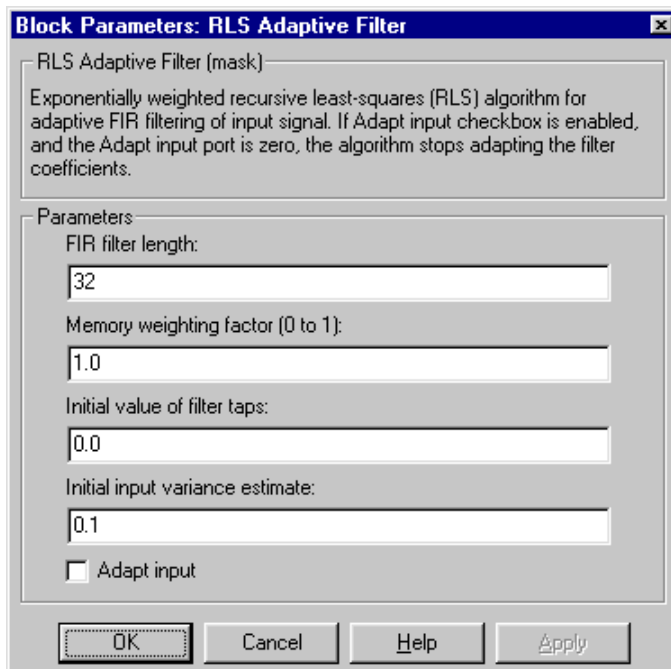 Block Parameters: RLS Adaptive Filter
RLS Adaptive Filter (mask)
Exponentially weighted recursive least-squares (RLS) algorithm for
adaptive FIR filtering of input signal. If Adapt input checkbox is enabled,
and the Adapt input port is zero, the algorithm stops adapting the filter
coefficients.
Parameters
FIR filter length:
32
Memory weighting factor (0 to 1):
1.0
Initial value of filter taps:
0.0
Initial input variance estimate:
0.1
Adapt input
OK Cancel Help Apply